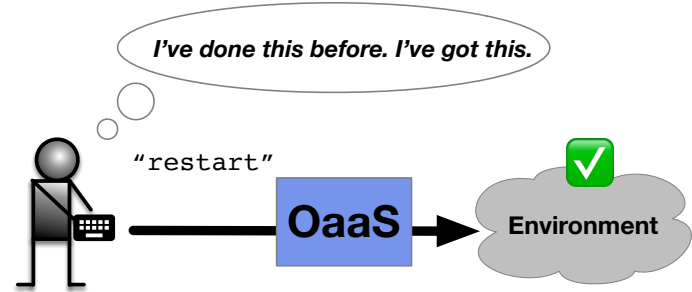 I've done this before. I've got this.
“restart”
OaaS
Environment